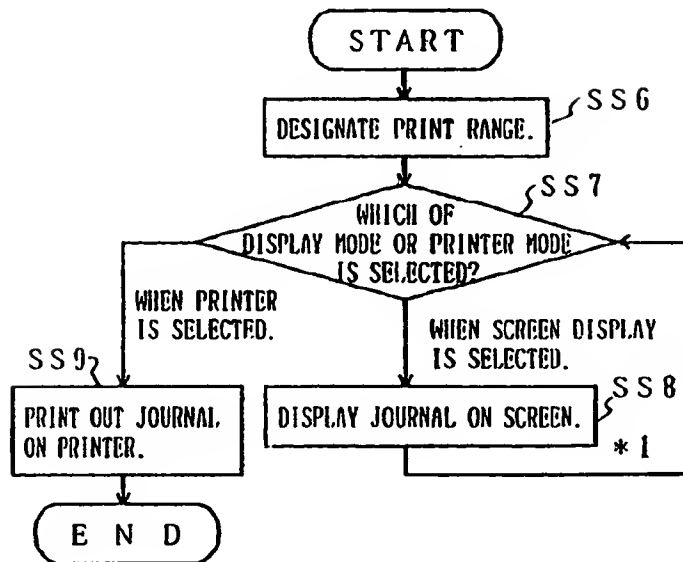 START
SS6
DESIGNATE PRINT RANGE.
SS7
WHICH OF
DISPLAY MODE OR PRINTER MODE
IS SELECTED?
WHEN PRINTER
IS SELECTED.
WHEN SCREEN DISPLAY
IS SELECTED.
SS9
SS8
PRINT OUT JOURNAL
ON PRINTER.
DISPLAY JOURNAL ON SCREEN.
*1
END